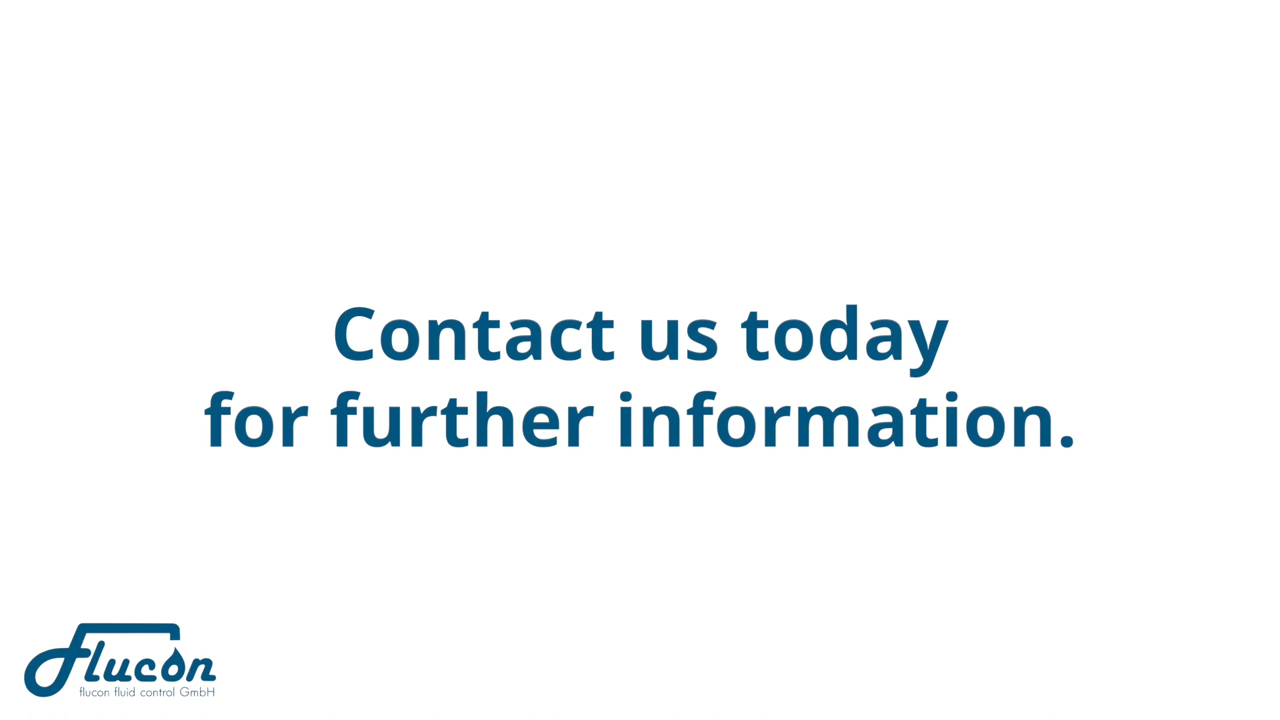 Contact us today
for further information.
flucon
flucon fluid control GmbH